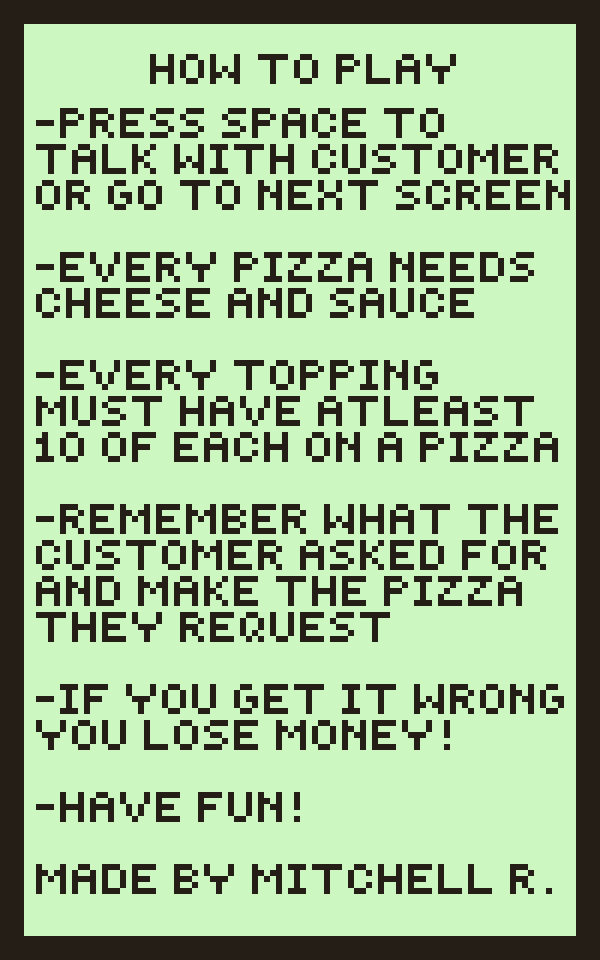 HOW TO PLAY
-PRESS SPACE TO
TALK WITH CUSTOMER
OR GO TO NEXT SCREEN
-EVERY PIZZA NEEDS
CHEESE AND SAUCE
-EVERY TOPPING
MUST HAVE ATLEAST
10 OF EACH ON A PIZZA
-REMEMBER WHAT THE
CUSTOMER ASKED FOR
AND MAKE THE PIZZA
THEY REQUEST
-IF YOU GET IT WRONG
YOU LOSE MONEY!
-HAVE FUN!
MADE BY MITCHELL R.